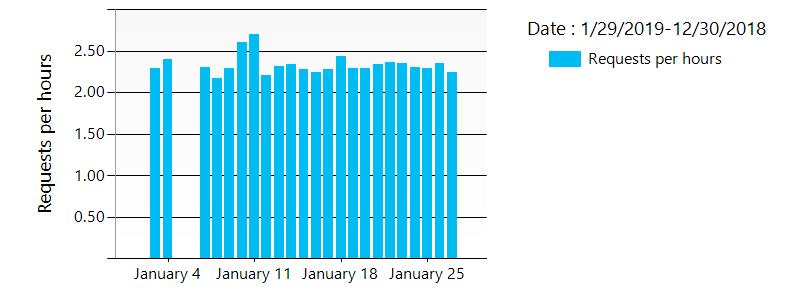 Date : 1/29/2019-12/30/2018
Requests per hours
Requests per hours
2.50
2.00
1.50
1.00
0.50
January 4 January 11 January 18 January 25